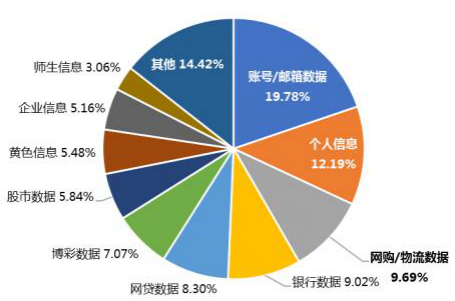 账号/邮箱数据
19.78%
个人信息
12.19%
网购/物流数据
9.69%
银行数据 9.02%
网贷数据 8.30%
博彩数据 7.07%
股市数据 5.84%
黄色信息 5.48%
企业信息 5.16%
师生信息 3.06%
其他 14.42%